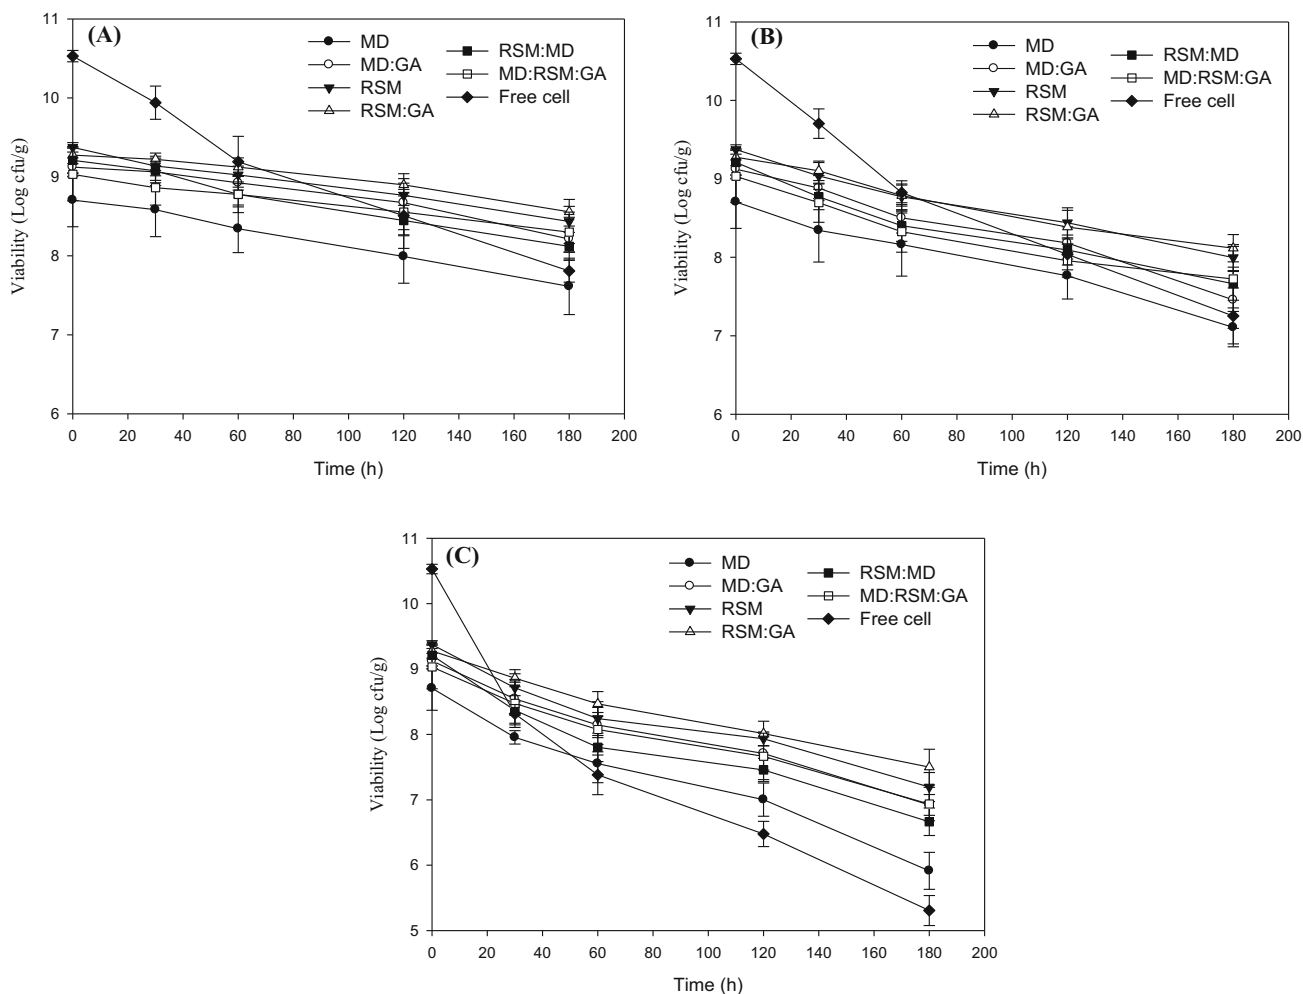 (A)
MD
MD:GA
RSM
RSM:GA
RSM:MD
MD:RSM:GA
Free cell
Viability (Log cfu/g)
11
10
9
8
7
6
0 20 40 60 80 100 120 140 160 180 200
Time (h)
(B)
MD
MD:GA
RSM
RSM:GA
RSM:MD
MD:RSM:GA
Free cell
Viability (Log cfu/g)
11
10
9
8
7
6
0 20 40 60 80 100 120 140 160 180 200
Time (h)
(C)
MD
MD:GA
RSM
RSM:GA
RSM:MD
MD:RSM:GA
Free cell
Viability (Log cfu/g)
11
10
9
8
7
6
5
0 20 40 60 80 100 120 140 160 180 200
Time (h)